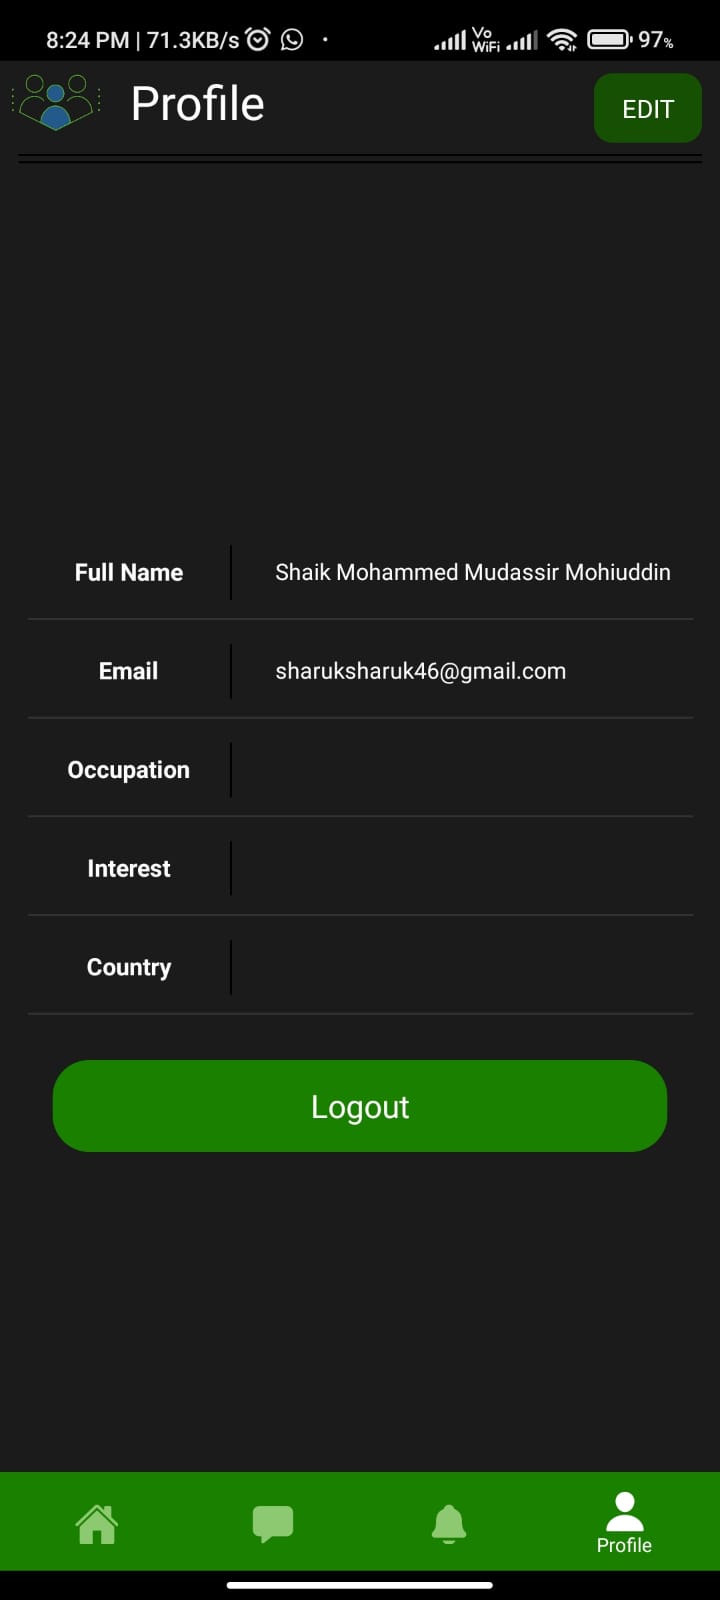 8:24 PM | 71.3KB/s Vo WiFi 97%
Profile
EDIT
Full Name Shaik Mohammed Mudassir Mohiuddin
Email sharuksharuk46@gmail.com
Occupation
Interest
Country
Logout
Profile